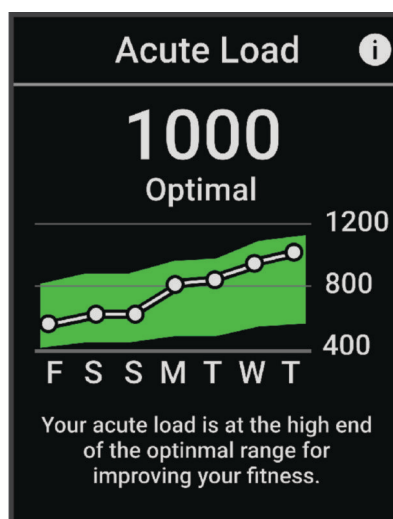 Acute Load i
1000
Optimal
1200
800
400
F S S M T W T
Your acute load is at the high end
of the optinmal range for
improving your fitness.